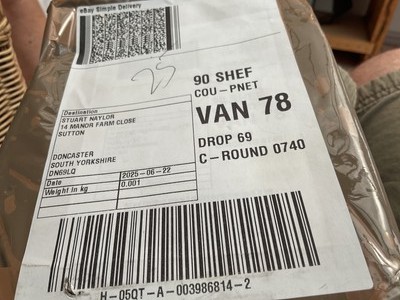 eBay Simple Delivery
90 SHEF
COU-PNET
VAN 78
DROP 69
C-ROUND 0740
Destination
STUART NAYLOR
14 MANOR FARM CLOSE
SUTTON
DONCASTER
SOUTH YORKSHIRE
DN69LQ
Date 2025-06-22
Weight in kg 0.001
H-05QT-A-003986814-2